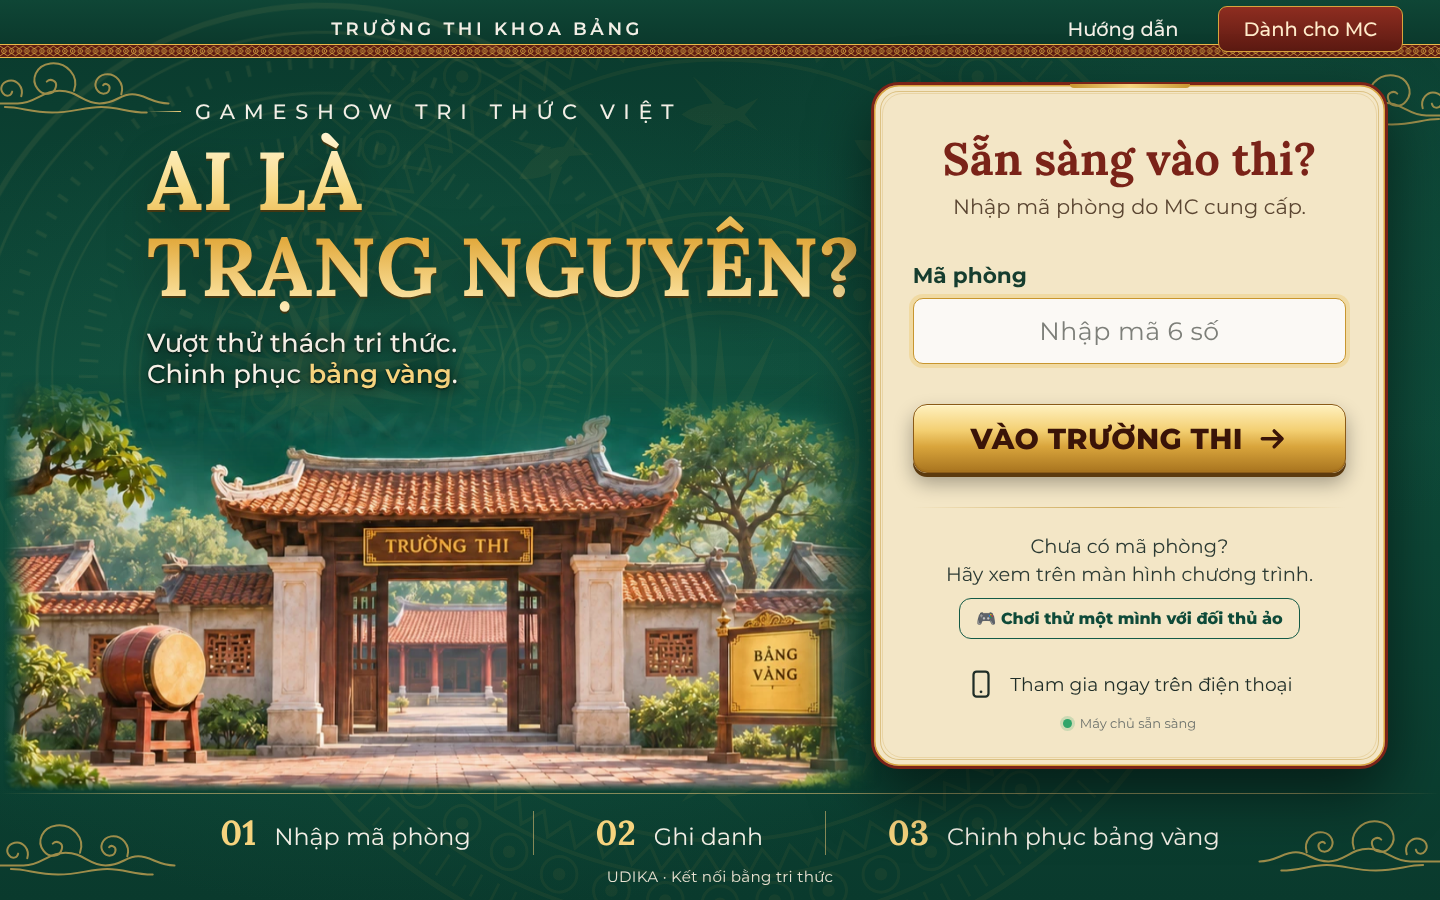 TRƯỜNG THI KHOA BẢNG
Hướng dẫn
Dành cho MC
GAMESHOW TRI THỨC VIỆT
AI LÀ
TRẠNG NGUYÊN?
Vượt thử thách tri thức.
Chinh phục bảng vàng.
TRƯỜNG THI
BẢNG
VÀNG
Sẵn sàng vào thi?
Nhập mã phòng do MC cung cấp.
Mã phòng
Nhập mã 6 số
VÀO TRƯỜNG THI →
Chưa có mã phòng?
Hãy xem trên màn hình chương trình.
🎮 Chơi thử một mình với đối thủ ảo
Tham gia ngay trên điện thoại
Máy chủ sẵn sàng
01 Nhập mã phòng
02 Ghi danh
03 Chinh phục bảng vàng
UDIKA · Kết nối bằng tri thức